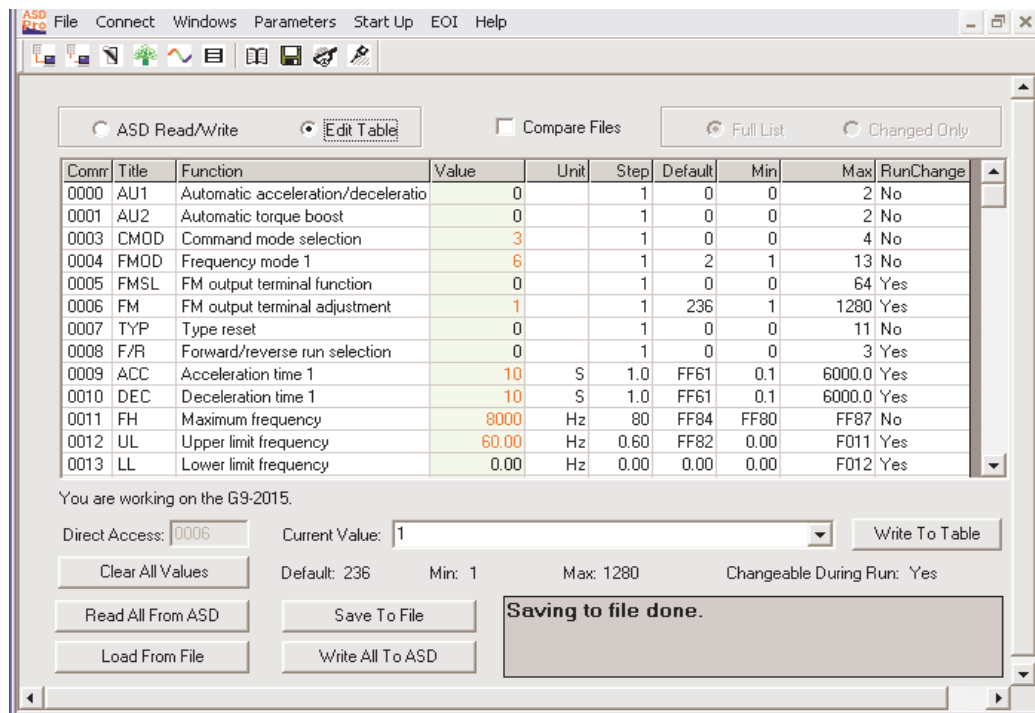 ASD Pro File Connect Windows Parameters Start Up EOI Help
ASD Read/Write Edit Table Compare Files Full List Changed Only
Comr Title Function Value Unit Step Default Min Max RunChange
0000 AU1 Automatic acceleration/deceleratio 0 1 0 0 2 No
0001 AU2 Automatic torque boost 0 1 0 0 2 No
0003 CMOD Command mode selection 3 1 0 0 4 No
0004 FMOD Frequency mode 1 6 1 2 1 13 No
0005 FMSL FM output terminal function 0 1 0 0 64 Yes
0006 FM FM output terminal adjustment 1 1 236 1 1280 Yes
0007 TYP Type reset 0 1 0 0 11 No
0008 F/R Forward/reverse run selection 0 1 0 0 3 Yes
0009 ACC Acceleration time 1 10 S 1.0 FF61 0.1 6000.0 Yes
0010 DEC Deceleration time 1 10 S 1.0 FF61 0.1 6000.0 Yes
0011 FH Maximum frequency 8000 Hz 80 FF84 FF80 FF87 No
0012 UL Upper limit frequency 60.00 Hz 0.60 FF82 0.00 F011 Yes
0013 LL Lower limit frequency 0.00 Hz 0.00 0.00 0.00 F012 Yes
You are working on the G9-2015.
Direct Access: 0006 Current Value: 1 Write To Table
Clear All Values Default: 236 Min: 1 Max: 1280 Changeable During Run: Yes
Read All From ASD Save To File Saving to file done.
Load From File Write All To ASD